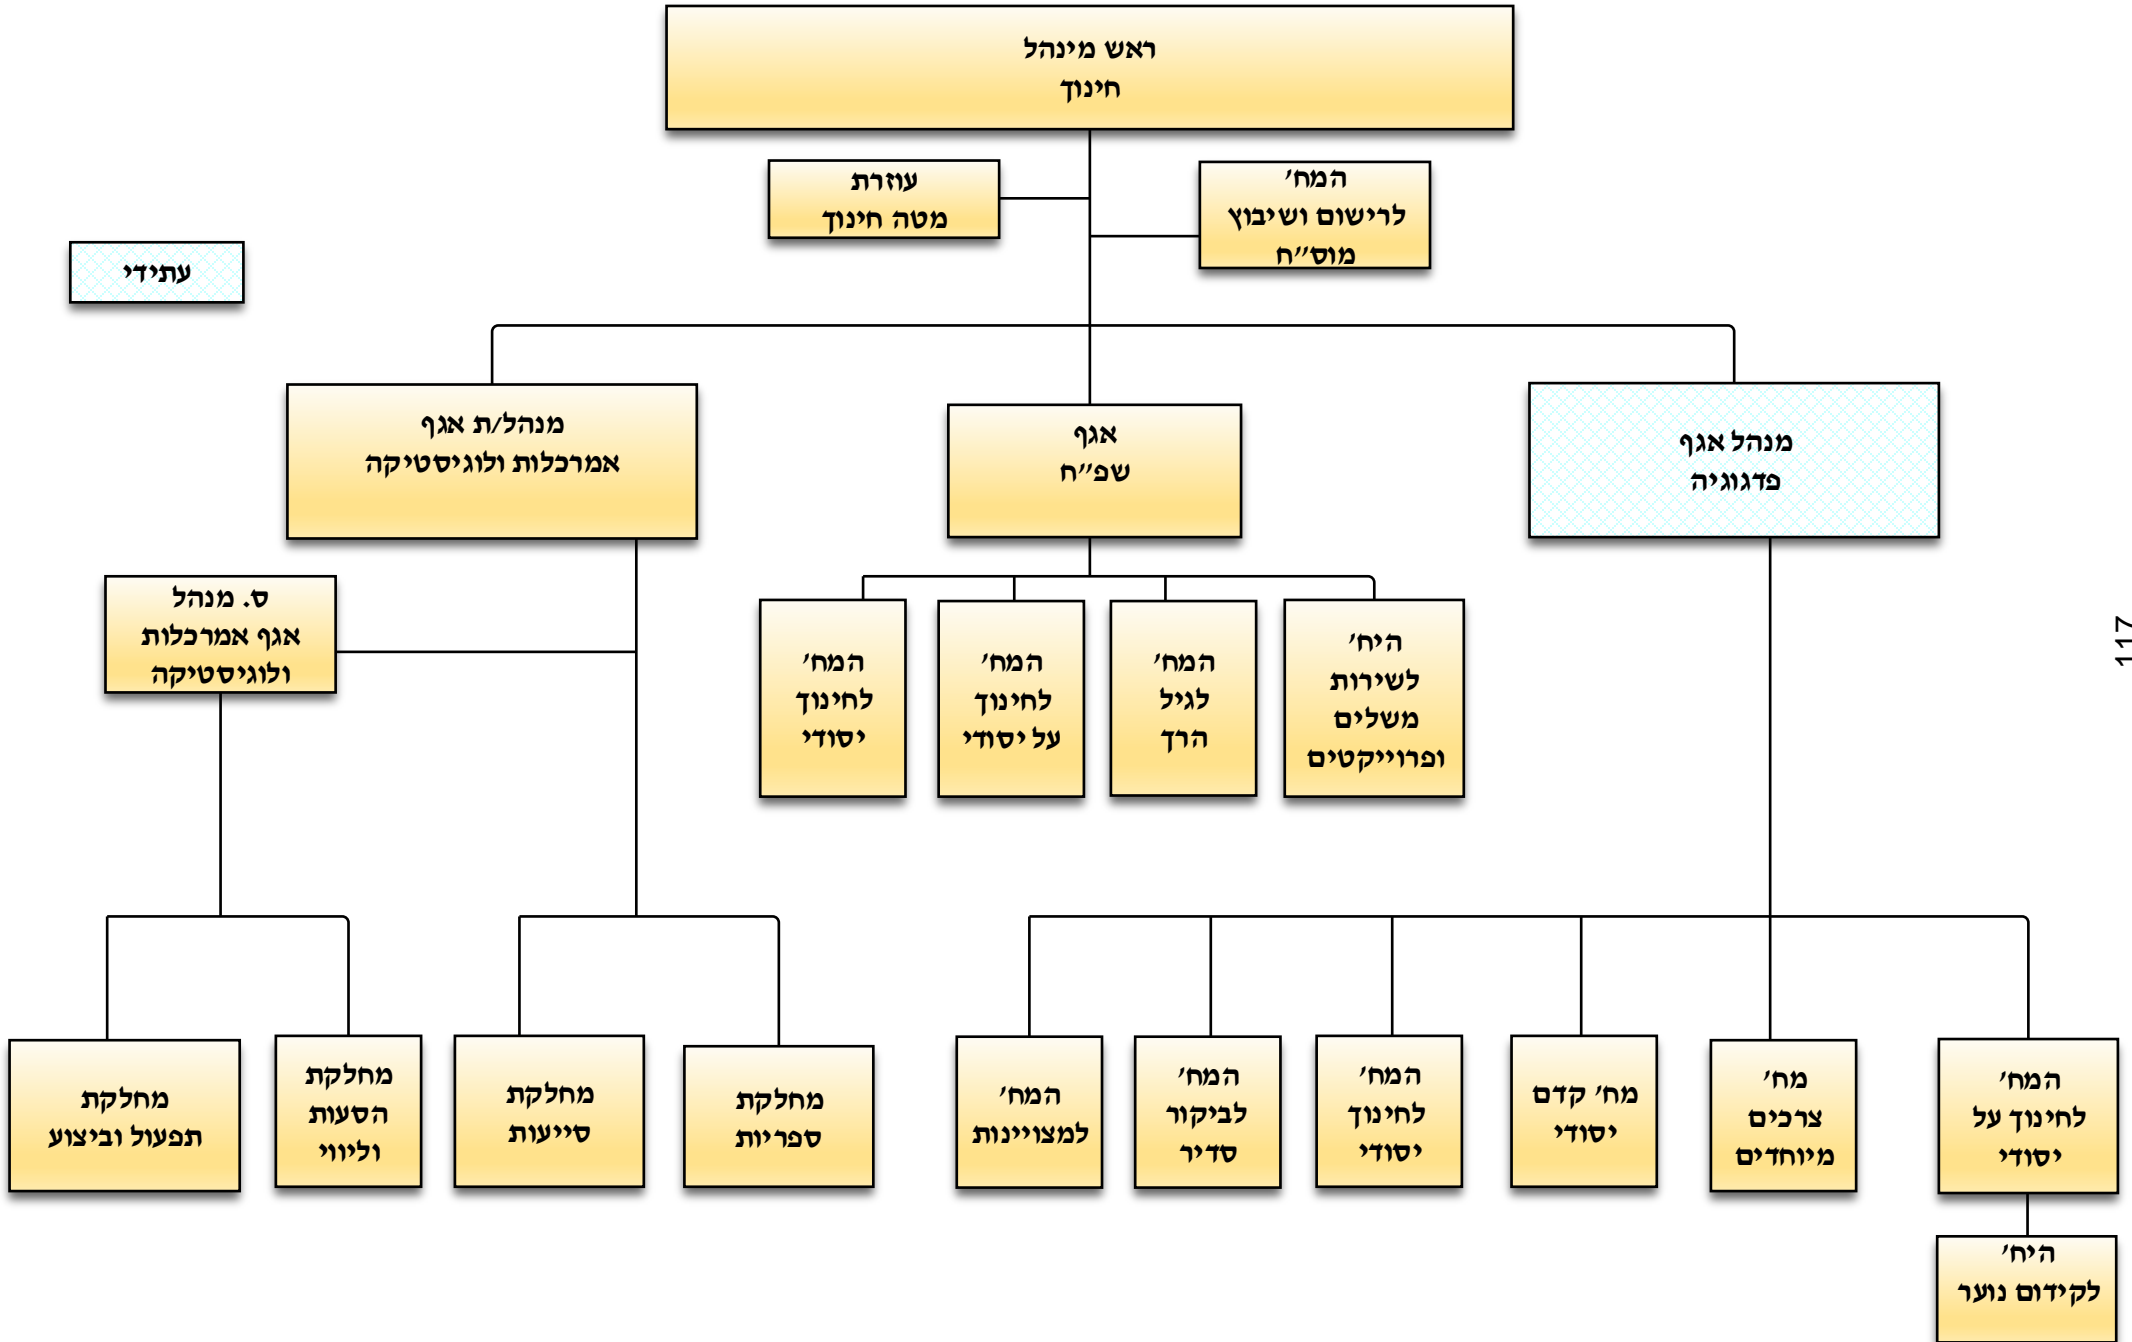 ראש מינהל
חינוך
המח'
לרישום ושיבוץ
מוס"ח
עוזרת
מטה חינוך
עתידי
מנהל אגף
פדגוגיה
אגף
שפ"ח
מנהל/ת אגף
אמרכלות ולוגיסטיקה
היח'
לשירות
משלים
ופרוייקטים
המח'
לגיל
הרך
המח'
לחינוך
על יסודי
המח'
לחינוך
יסודי
ס. מנהל
אגף אמרכלות
ולוגיסטיקה
המח'
לחינוך על
יסודי
מח'
צרכים
מיוחדים
מח' קדם
יסודי
המח'
לחינוך
יסודי
המח'
לביקור
סדיר
המח'
למצויינות
מחלקת
ספריות
מחלקת
סייעות
מחלקת
הסעות
וליווי
מחלקת
תפעול וביצוע
היח'
לקידום נוער
117